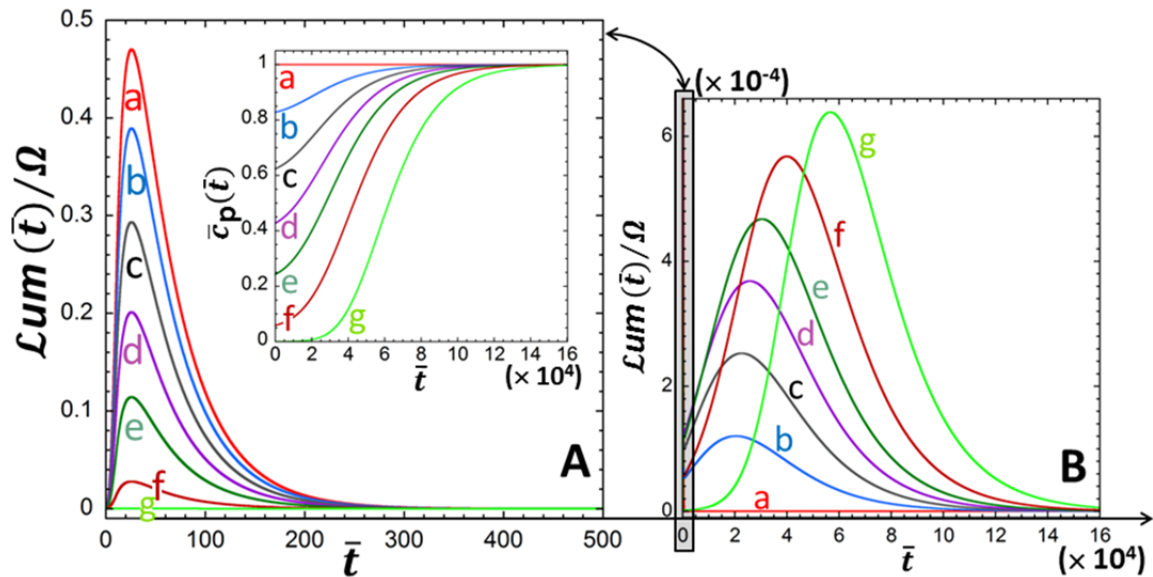 ℒum(t̄)/Ω
0.5
0.4
0.3
0.2
0.1
0
a
b
c
d
e
f
g
0
100
200
300
400
500
t̄
A
c̄p(t̄)
1
0.8
0.6
0.4
0.2
0
a
b
c
d
e
f
g
0 2 4 6 8 10 12 14 16
t̄
(× 10⁴)
(× 10⁻⁴)
ℒum(t̄)/Ω
6
4
2
0
g
f
e
d
c
b
a
B
0 2 4 6 8 10 12 14 16
t̄
(× 10⁴)